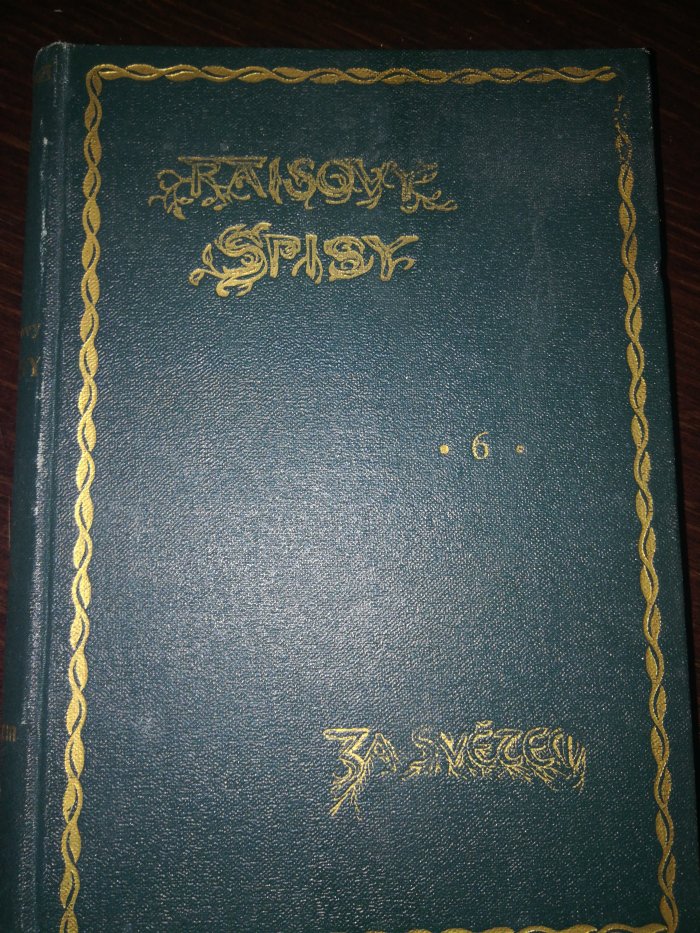 RAISOVY
SPISY
• 6 •
ZA SVĚTEM